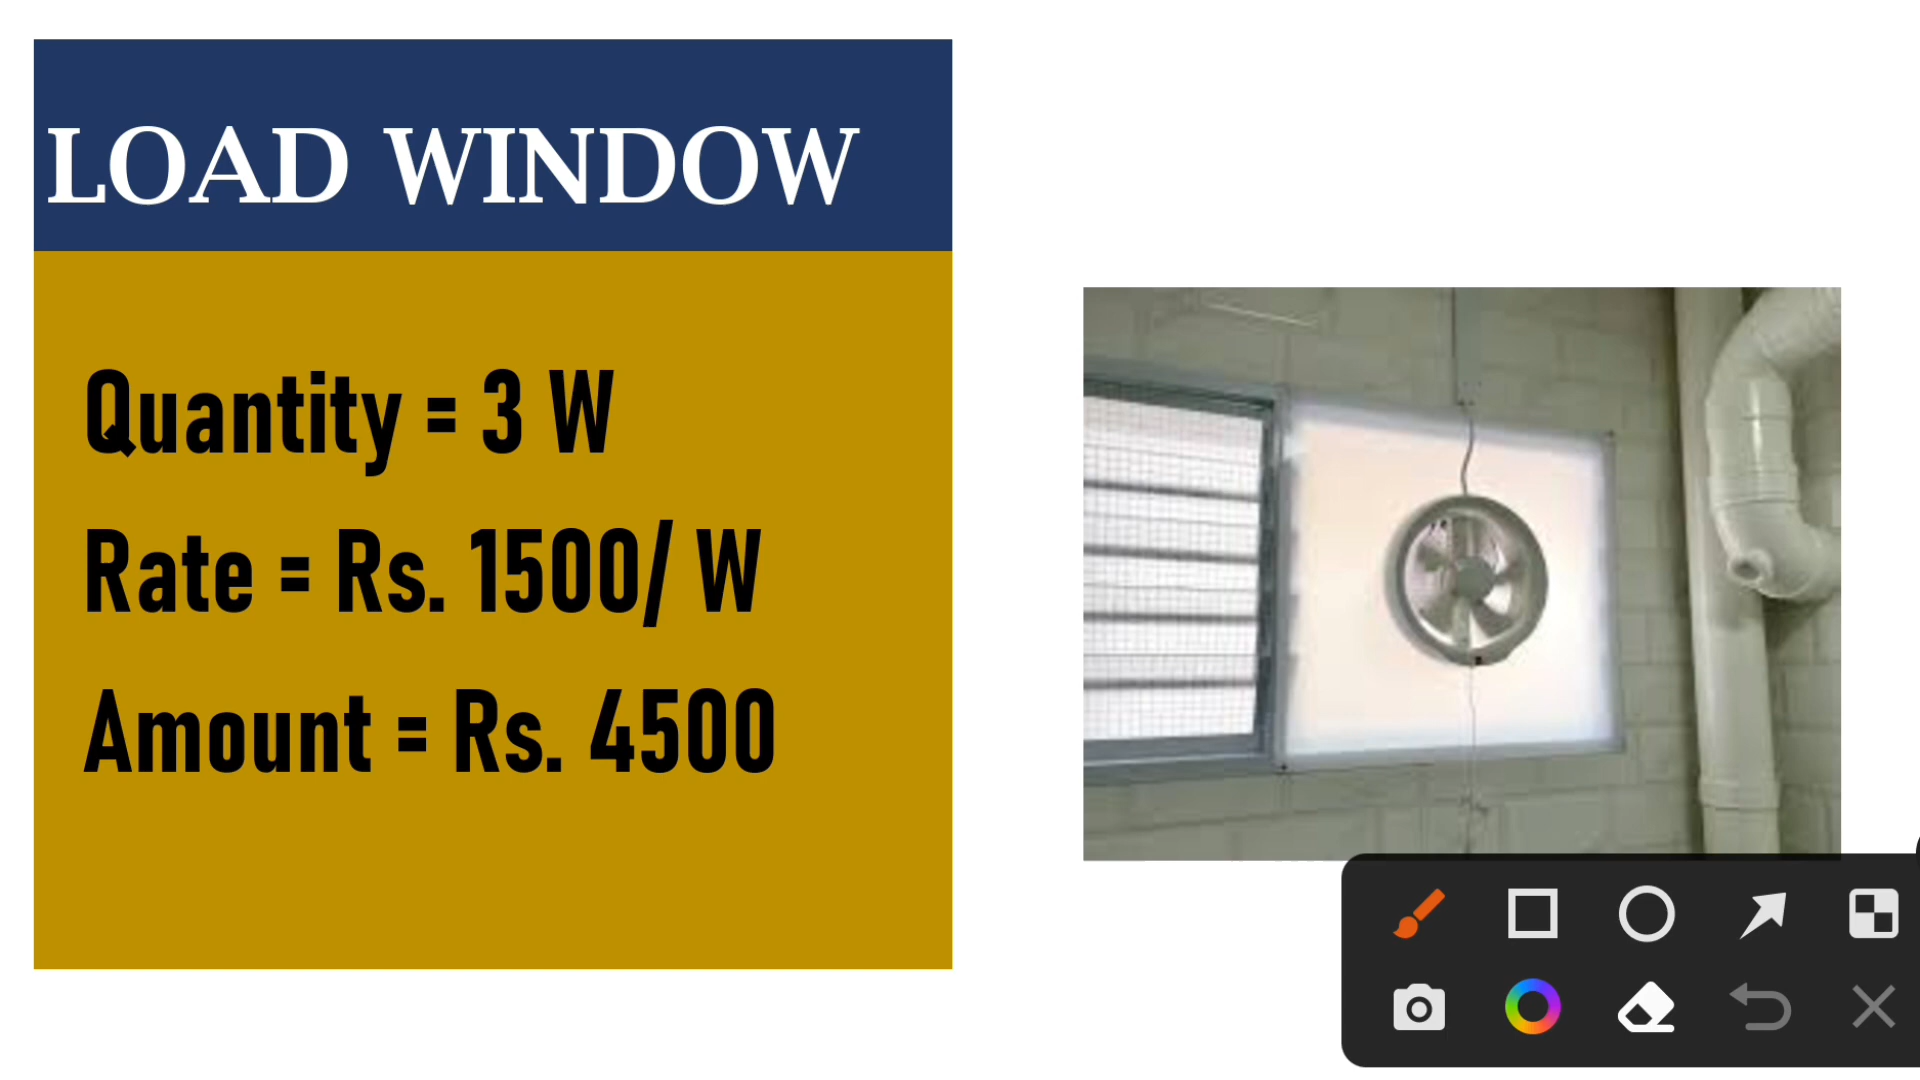 LOAD WINDOW
Quantity = 3 W
Rate = Rs. 1500/ W
Amount = Rs. 4500